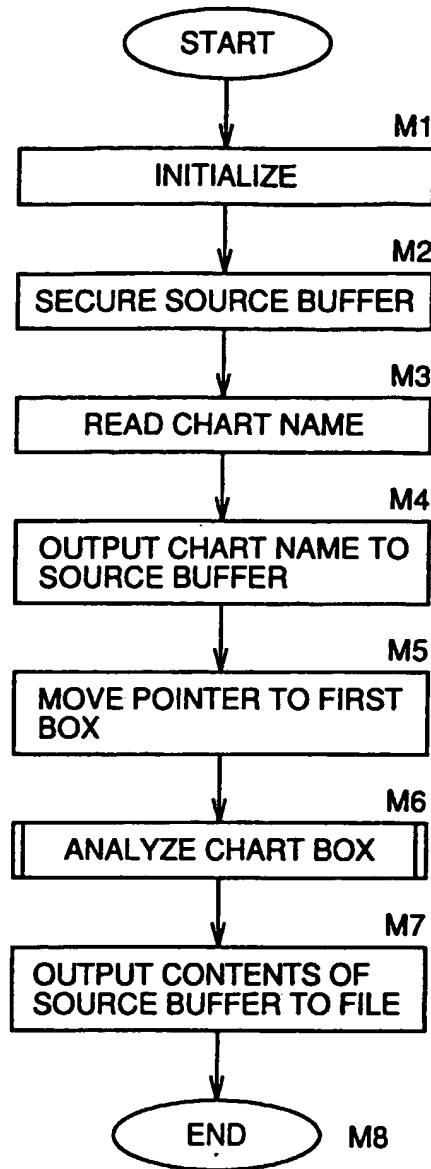 START
M1
INITIALIZE
M2
SECURE SOURCE BUFFER
M3
READ CHART NAME
M4
OUTPUT CHART NAME TO
SOURCE BUFFER
M5
MOVE POINTER TO FIRST
BOX
M6
ANALYZE CHART BOX
M7
OUTPUT CONTENTS OF
SOURCE BUFFER TO FILE
END M8